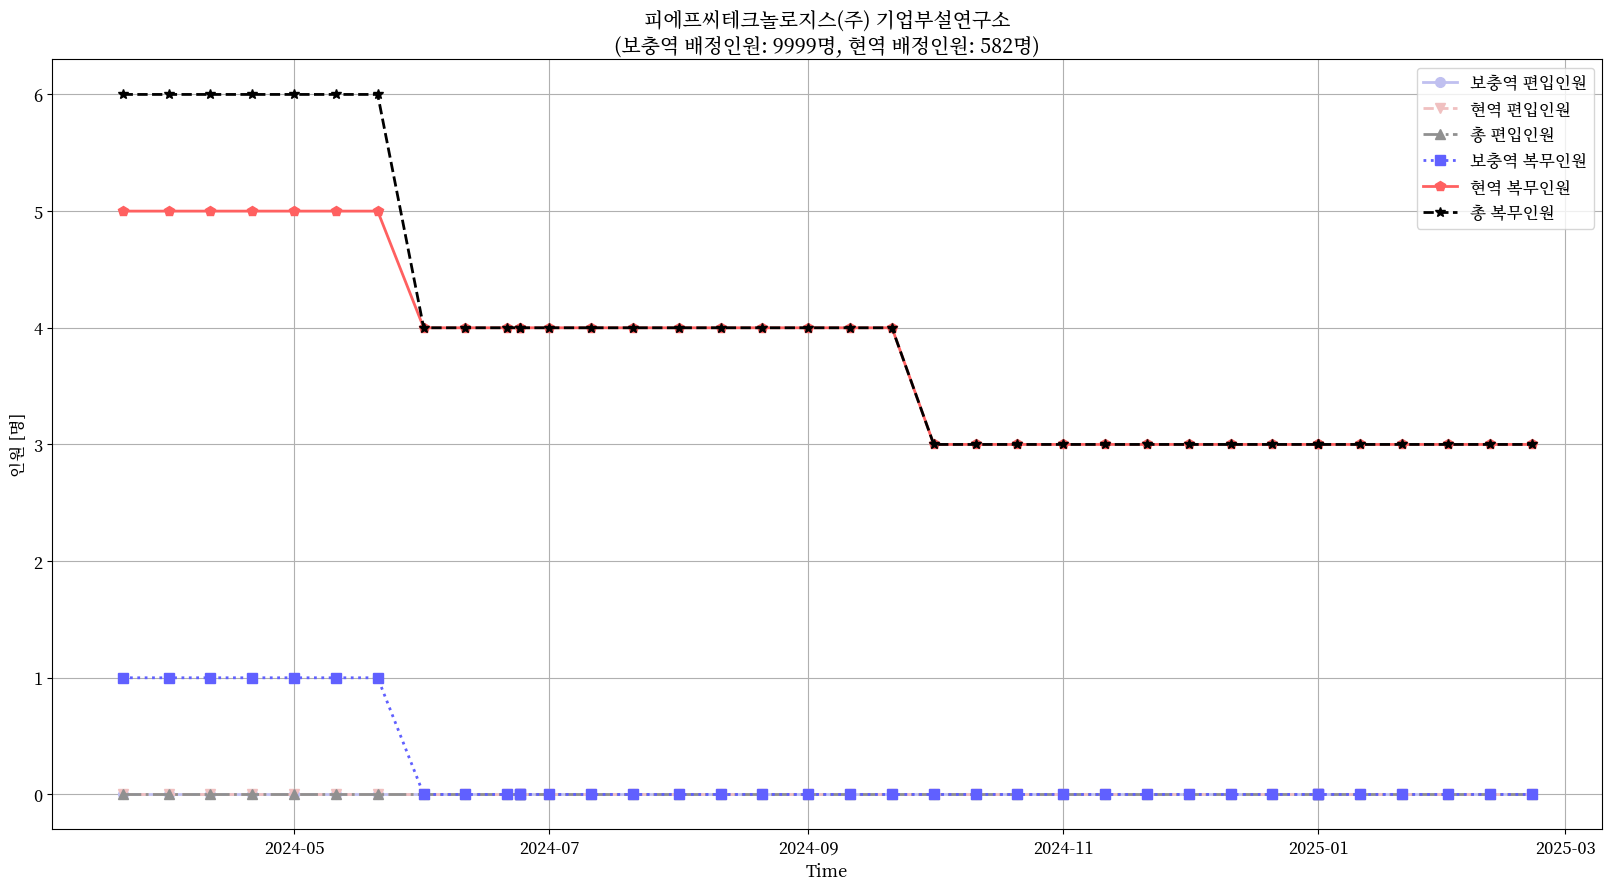 피에프씨테크놀로지스(주) 기업부설연구소
(보충역 배정인원: 9999명, 현역 배정인원: 582명)
보충역 편입인원
현역 편입인원
총 편입인원
보충역 복무인원
현역 복무인원
총 복무인원
인원 [명]
6
5
4
3
2
1
0
2024-05
2024-07
2024-09
2024-11
2025-01
2025-03
Time